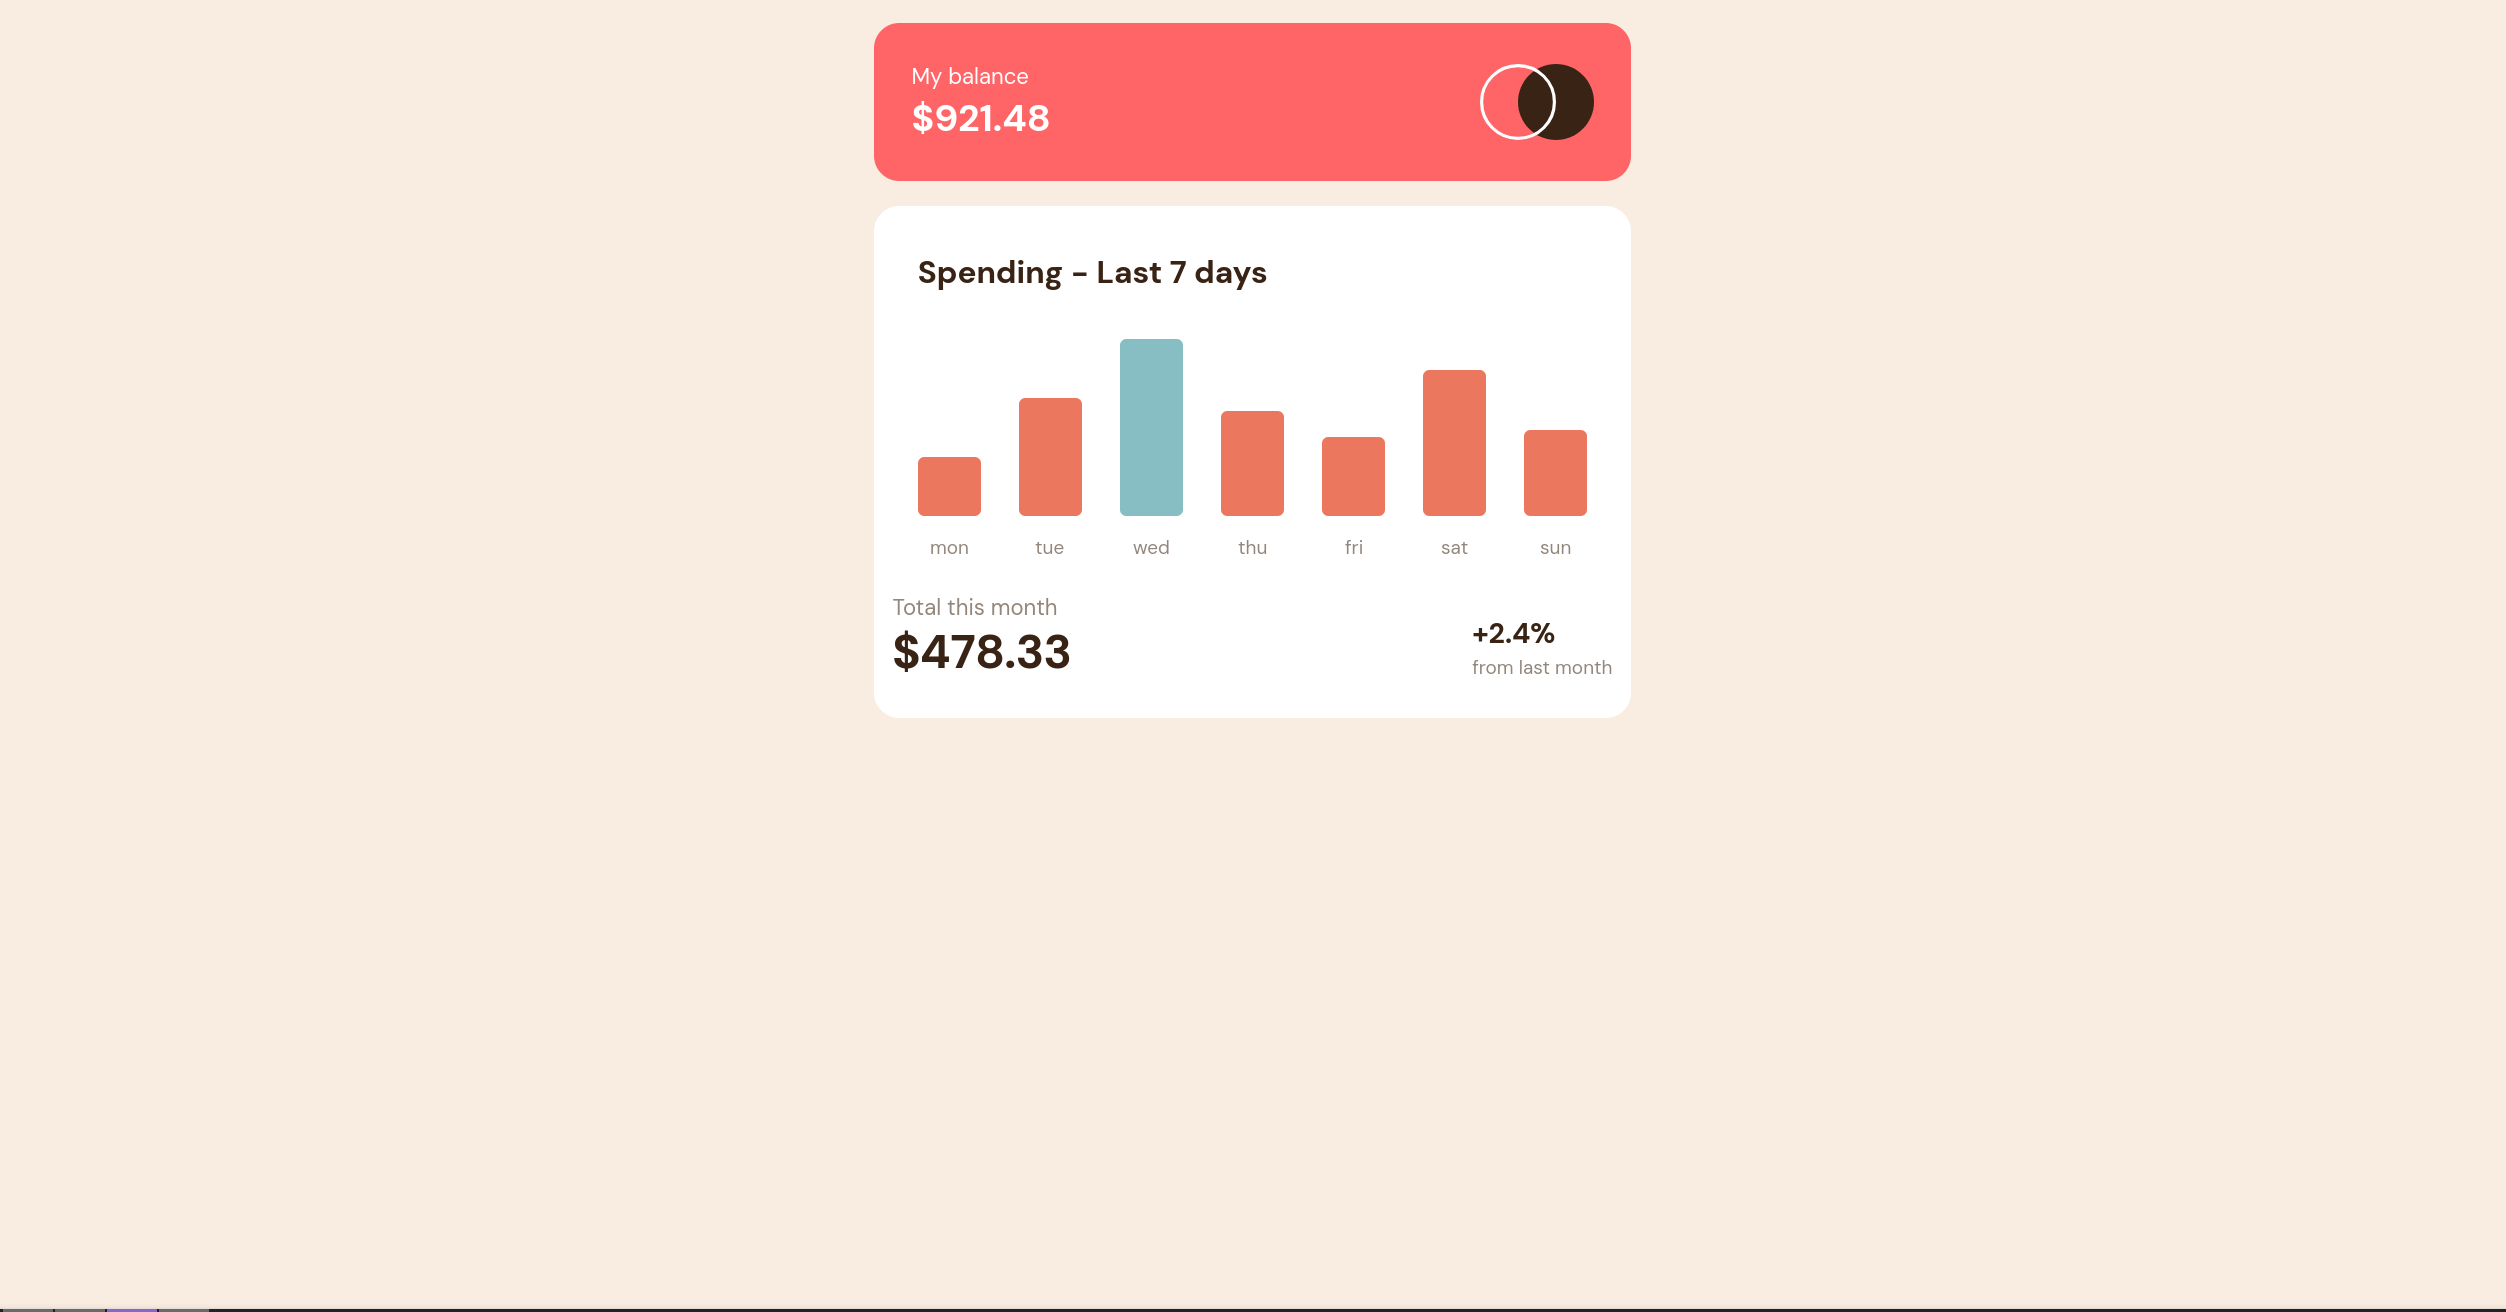 My balance
$921.48
Spending - Last 7 days
mon tue wed thu fri sat sun
Total this month
$478.33
+2.4%
from last month